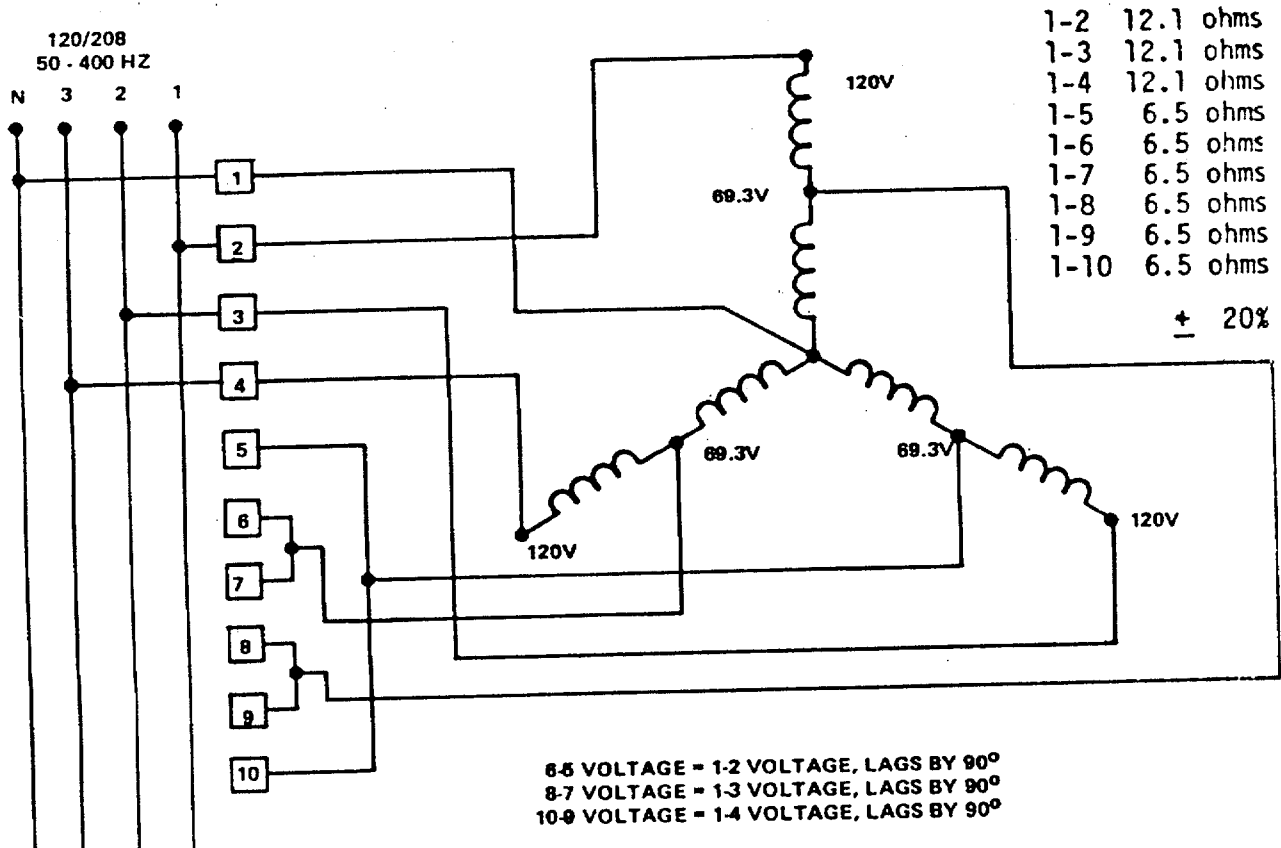 120/208
50 - 400 HZ
N 3 2 1
1-2 12.1 ohms
1-3 12.1 ohms
1-4 12.1 ohms
1-5 6.5 ohms
1-6 6.5 ohms
1-7 6.5 ohms
1-8 6.5 ohms
1-9 6.5 ohms
1-10 6.5 ohms
± 20%
120V
69.3V
69.3V
69.3V
120V
120V
1
2
3
4
5
6
7
8
9
10
6-5 VOLTAGE = 1-2 VOLTAGE, LAGS BY 90°
8-7 VOLTAGE = 1-3 VOLTAGE, LAGS BY 90°
10-9 VOLTAGE = 1-4 VOLTAGE, LAGS BY 90°